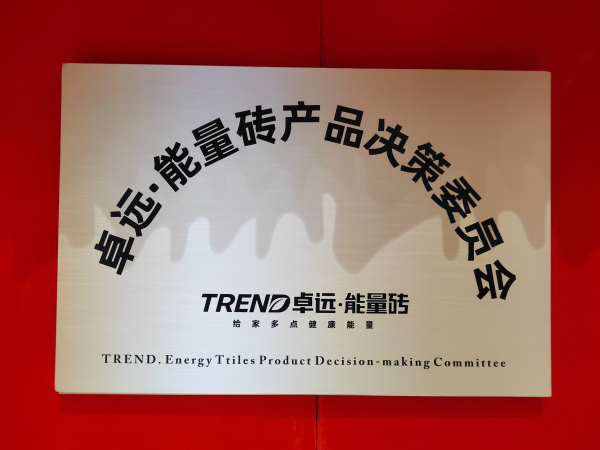 卓远·能量砖产品决策委员会
TREND卓远·能量砖
给家多点健康能量
TREND. Energy Ttiles Product Decision-making Committee